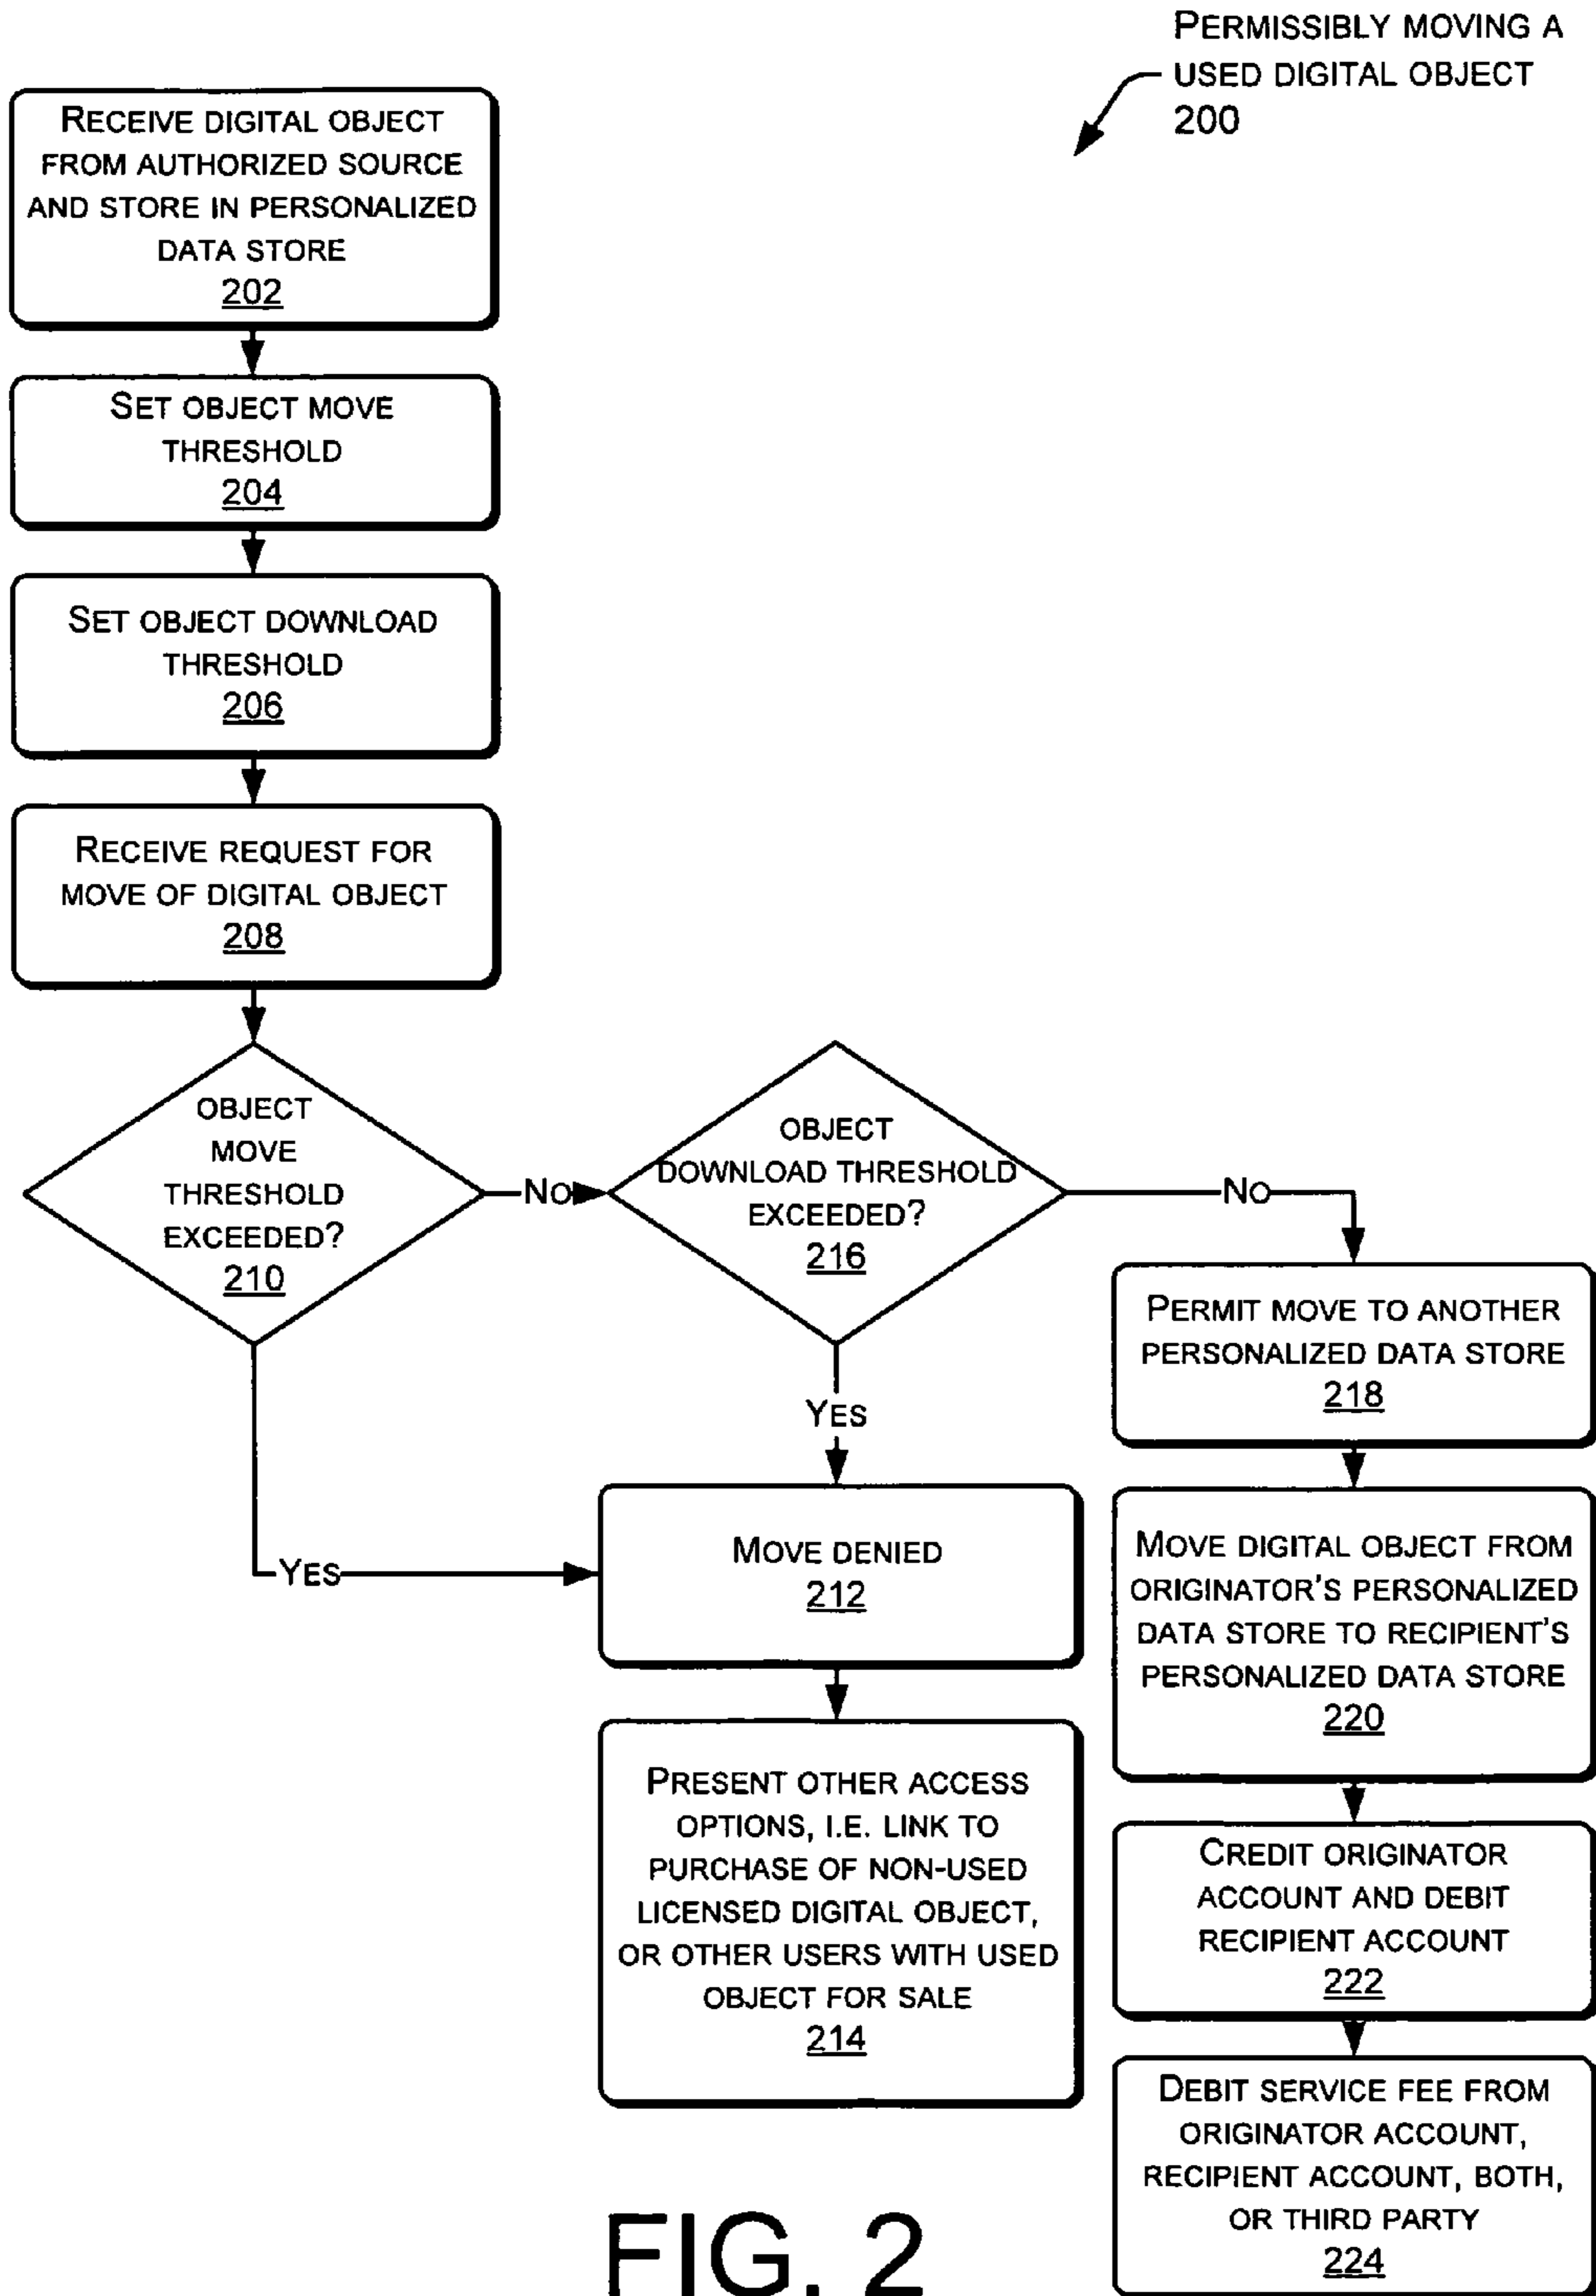 PERMISSIBLY MOVING A
USED DIGITAL OBJECT
200
RECEIVE DIGITAL OBJECT
FROM AUTHORIZED SOURCE
AND STORE IN PERSONALIZED
DATA STORE
202
SET OBJECT MOVE
THRESHOLD
204
SET OBJECT DOWNLOAD
THRESHOLD
206
RECEIVE REQUEST FOR
MOVE OF DIGITAL OBJECT
208
OBJECT
MOVE
THRESHOLD
EXCEEDED?
210
NO
YES
OBJECT
DOWNLOAD THRESHOLD
EXCEEDED?
216
NO
YES
MOVE DENIED
212
PRESENT OTHER ACCESS
OPTIONS, I.E. LINK TO
PURCHASE OF NON-USED
LICENSED DIGITAL OBJECT,
OR OTHER USERS WITH USED
OBJECT FOR SALE
214
PERMIT MOVE TO ANOTHER
PERSONALIZED DATA STORE
218
MOVE DIGITAL OBJECT FROM
ORIGINATOR'S PERSONALIZED
DATA STORE TO RECIPIENT'S
PERSONALIZED DATA STORE
220
CREDIT ORIGINATOR
ACCOUNT AND DEBIT
RECIPIENT ACCOUNT
222
DEBIT SERVICE FEE FROM
ORIGINATOR ACCOUNT,
RECIPIENT ACCOUNT, BOTH,
OR THIRD PARTY
224
FIG. 2